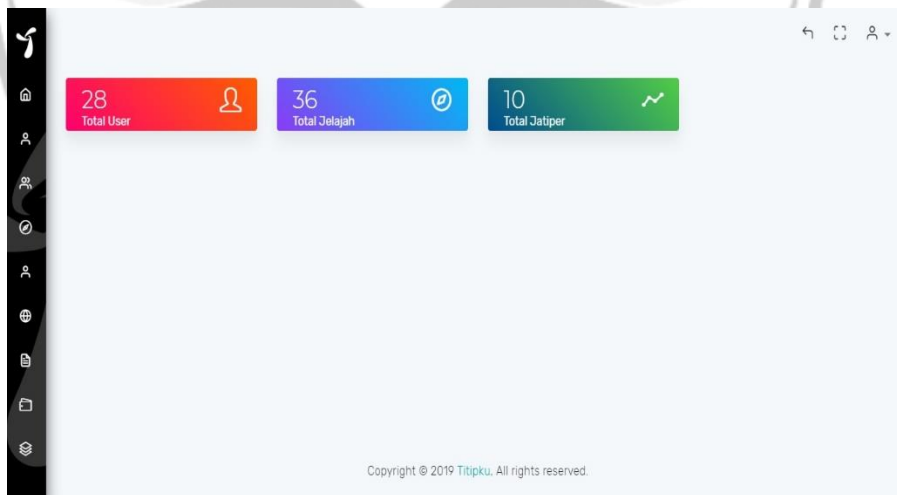 28
Total User
36
Total Jelajah
10
Total Jatiper
Copyright © 2019 Titipku, All rights reserved.